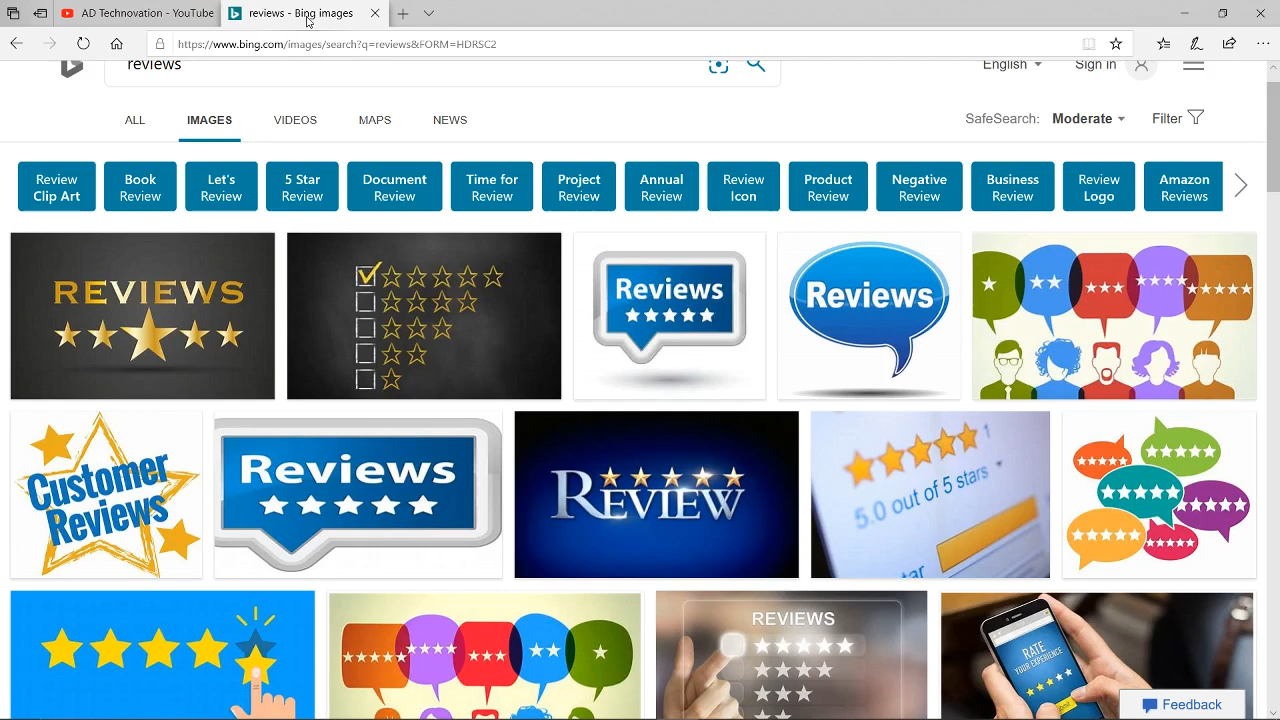 AD Technovation - YouTube
reviews - Bing images
https://www.bing.com/images/search?q=reviews&FORM=HDRSC2
reviews
English
Sign in
ALL
IMAGES
VIDEOS
MAPS
NEWS
SafeSearch: Moderate
Filter
Review
Clip Art
Book
Review
Let's
Review
5 Star
Review
Document
Review
Time for
Review
Project
Review
Annual
Review
Review
Icon
Product
Review
Negative
Review
Business
Review
Review
Logo
Amazon
Reviews
REVIEWS
Reviews
Reviews
Customer
Reviews
Reviews
REVIEW
1
5.0 out of 5 stars
tar
REVIEWS
RATE
YOUR EXPERIENCE
Feedback